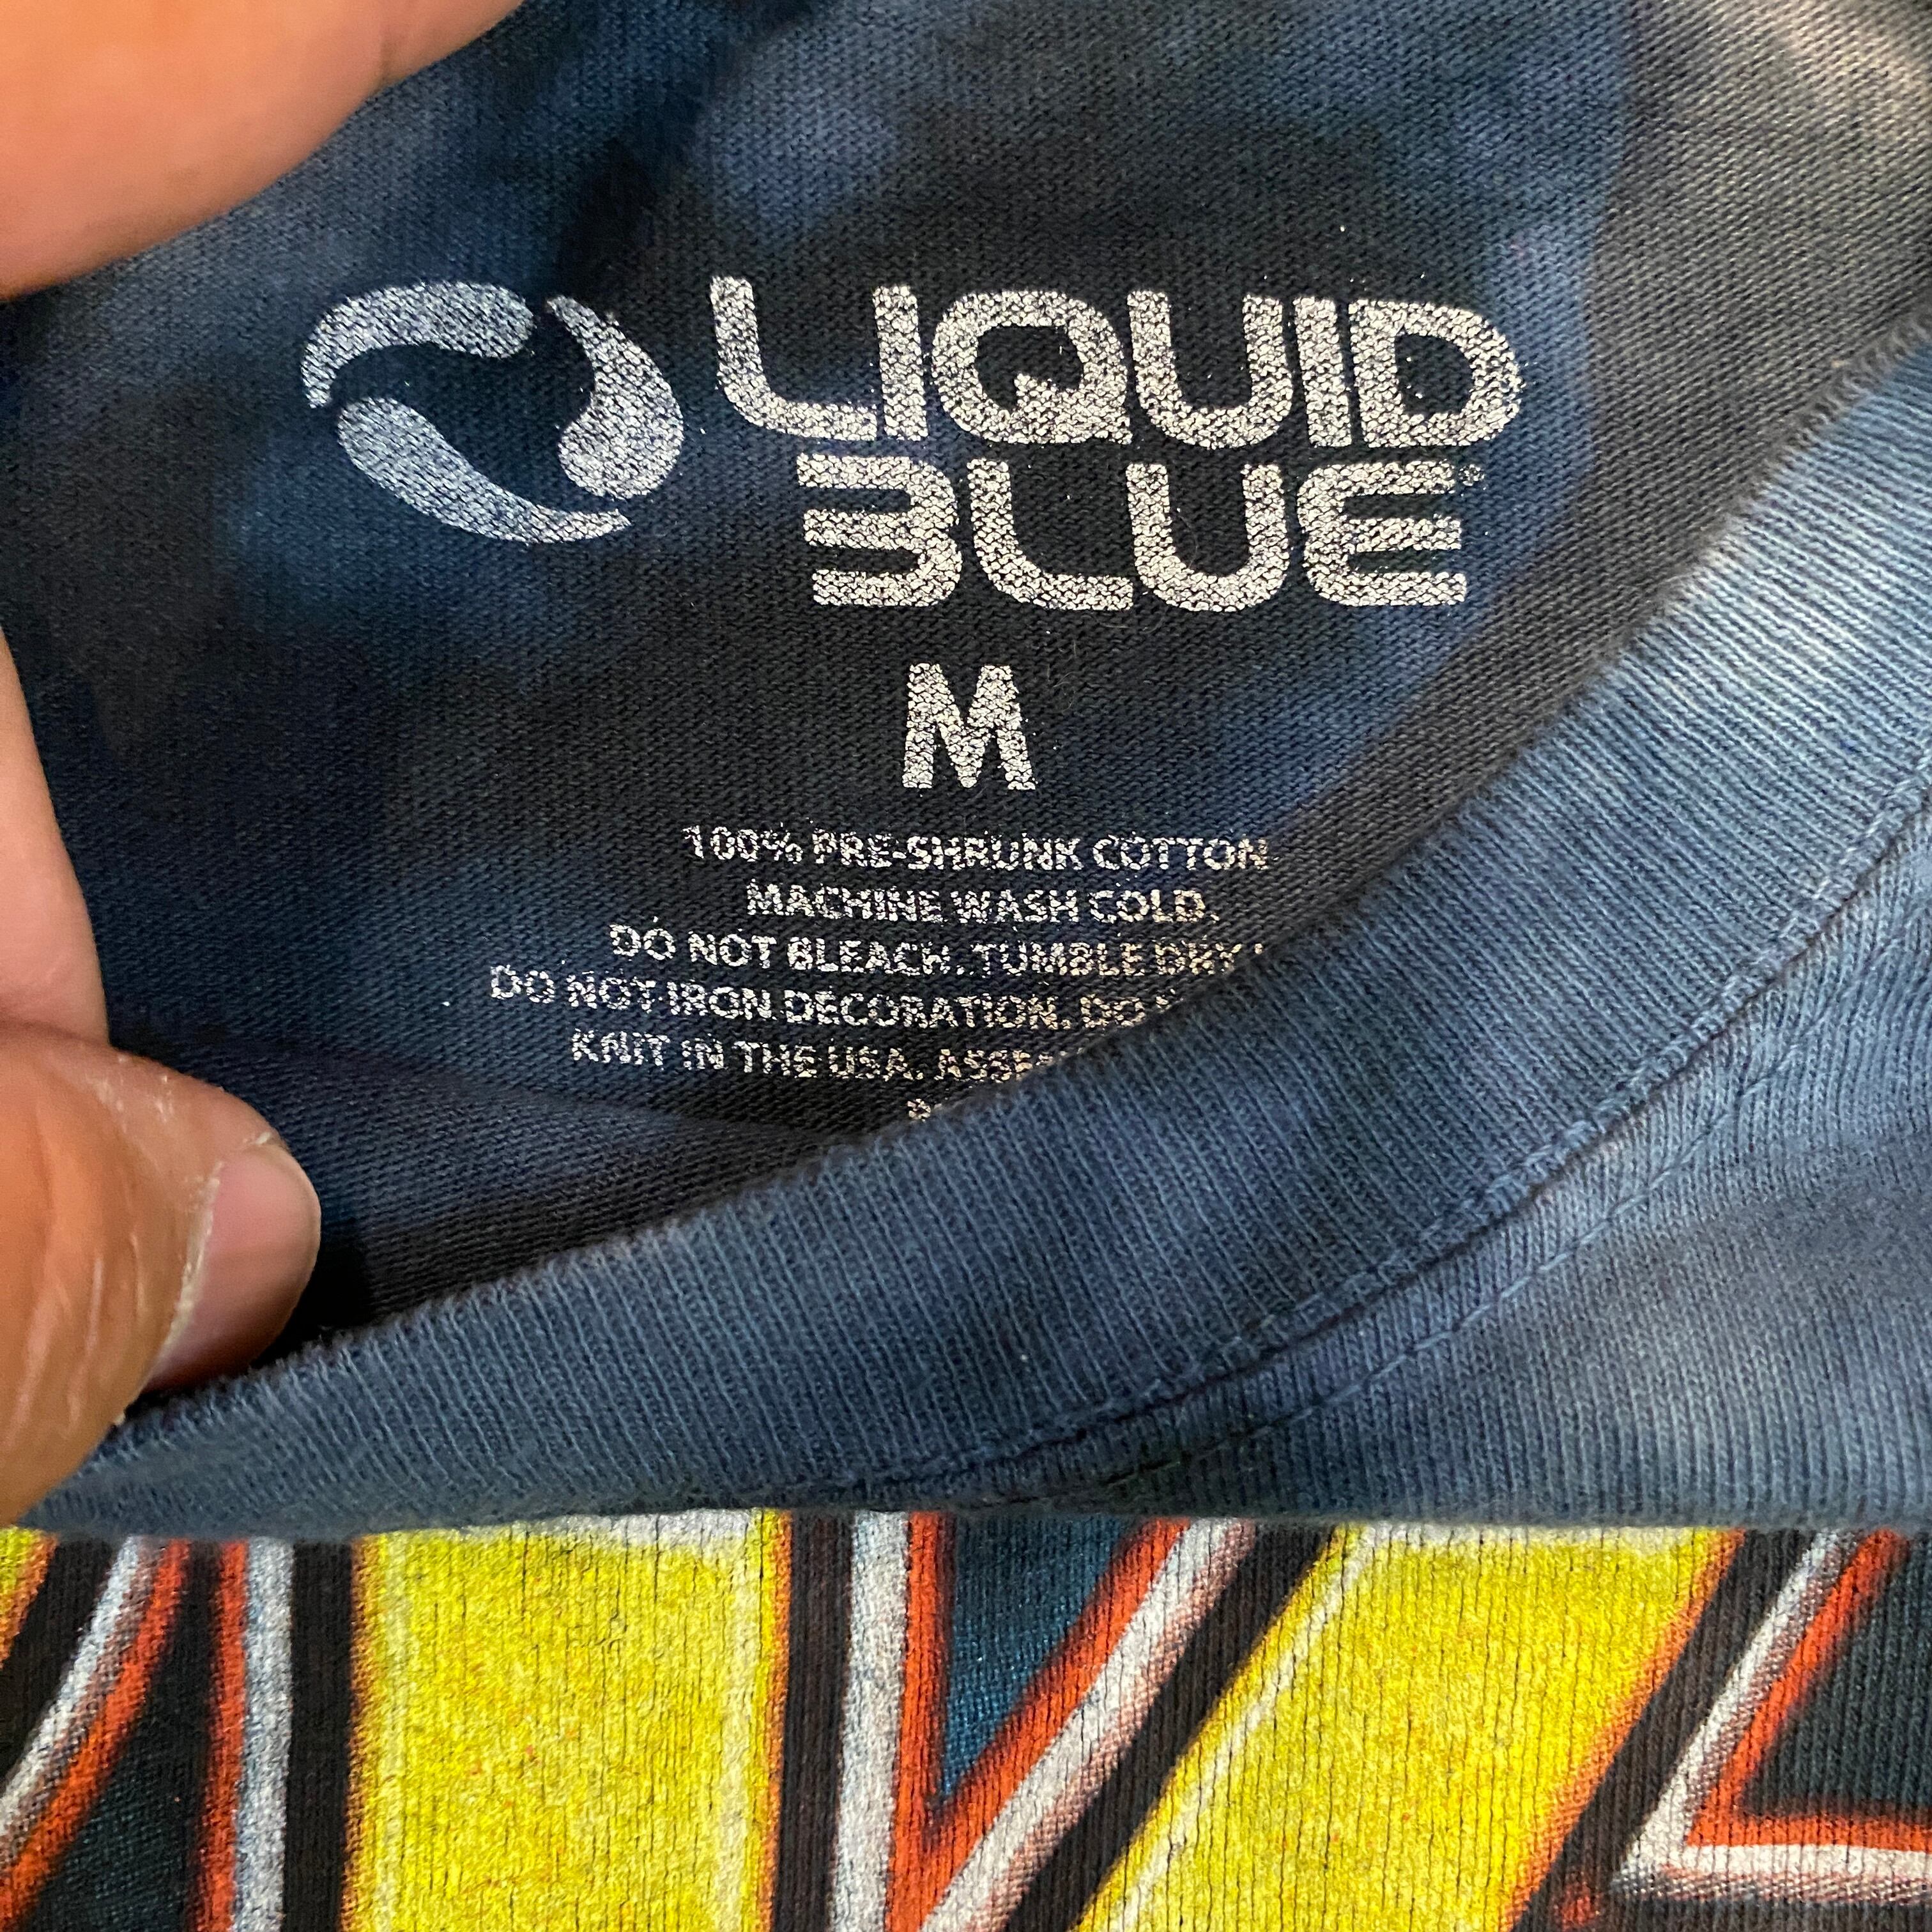 LIQUID
BLUE®
M
100% PRE-SHRUNK COTTON
MACHINE WASH COLD.
DO NOT BLEACH. TUMBLE DRY
DO NOT IRON DECORATION. DO
KNIT IN THE USA.